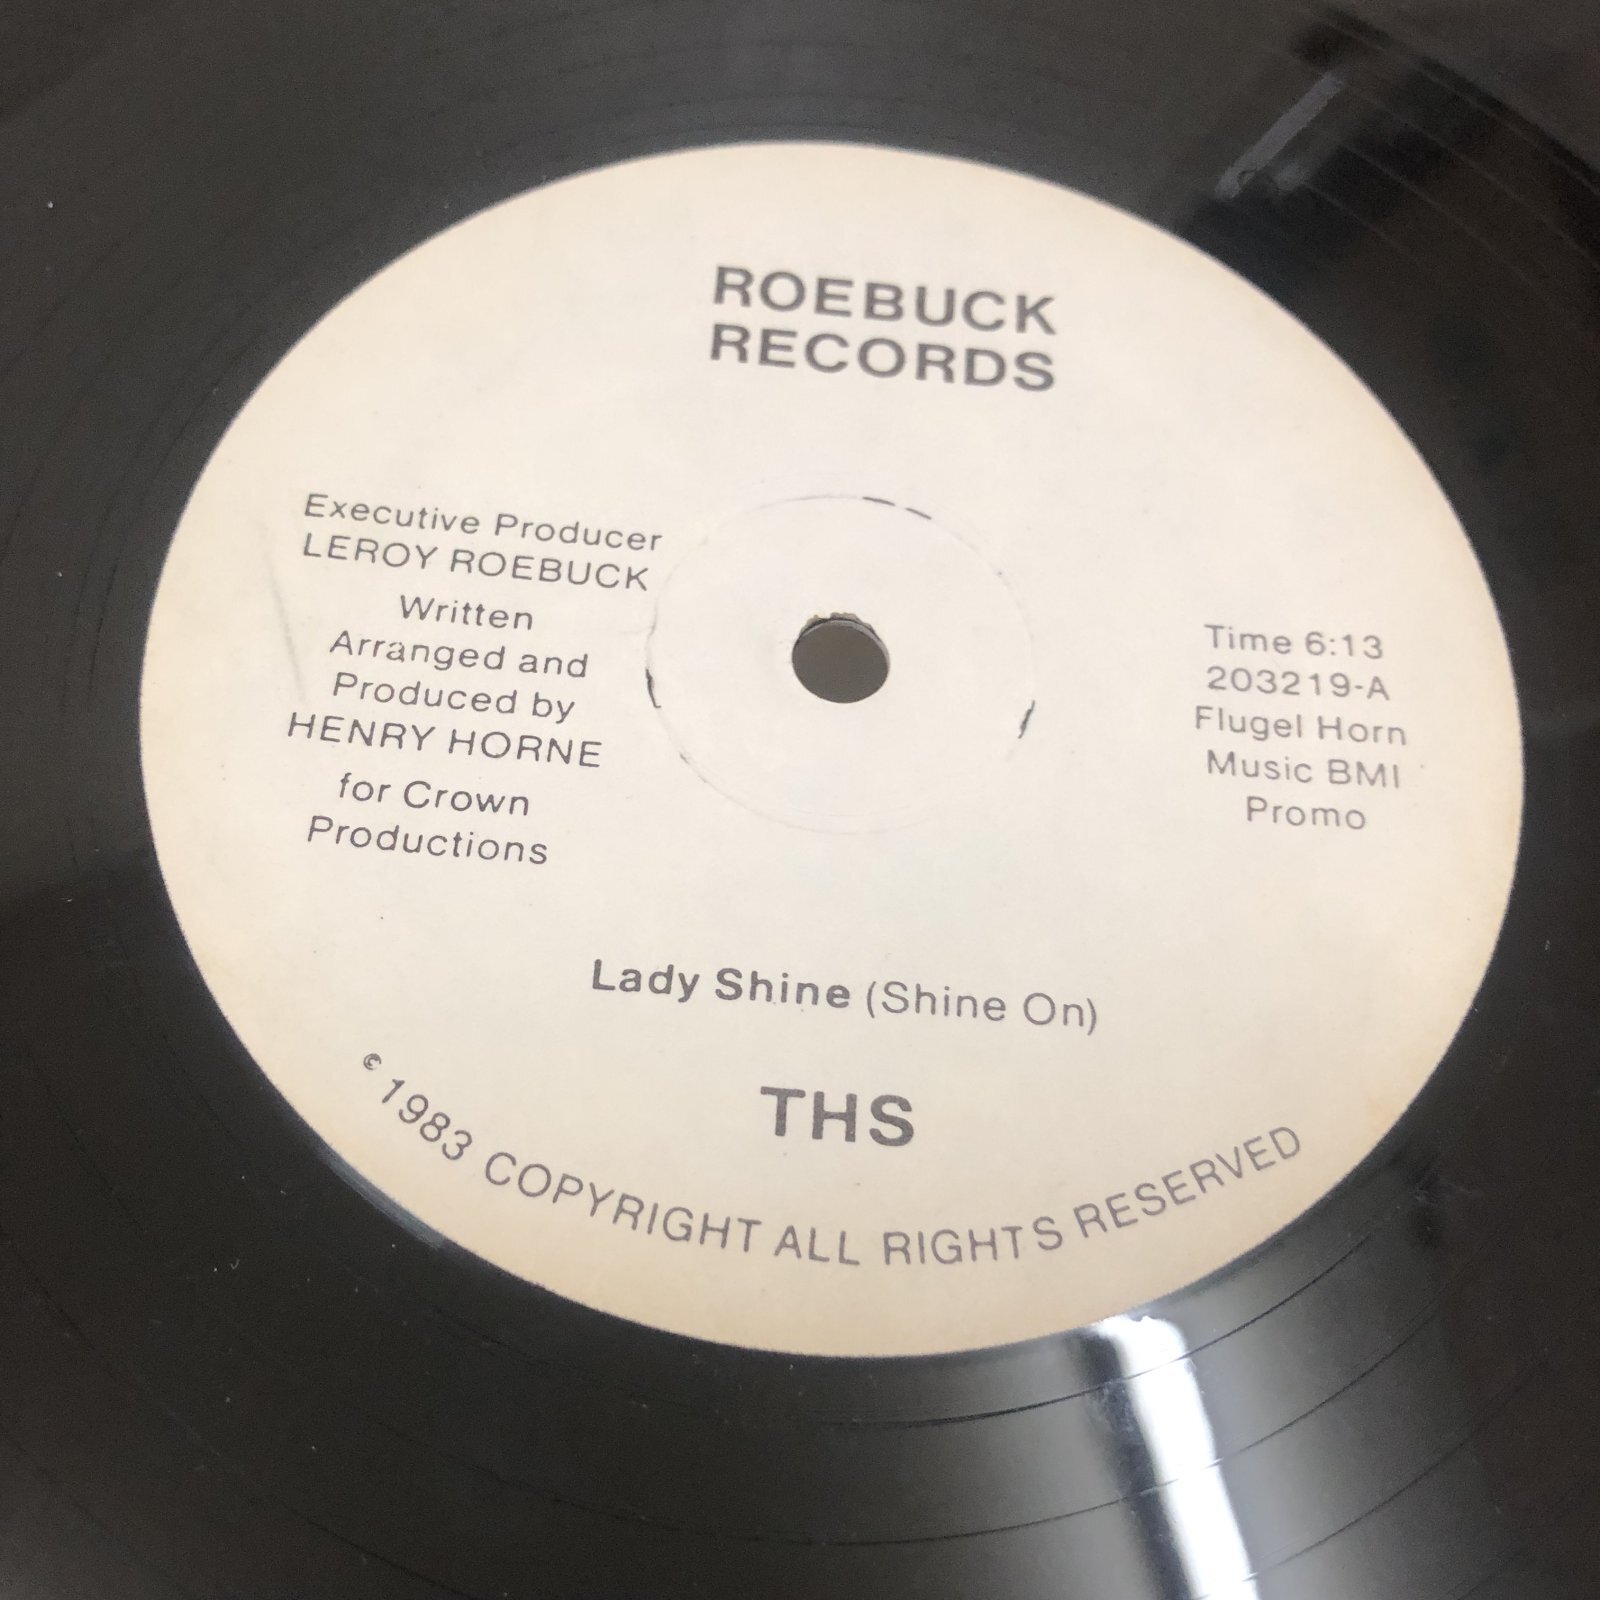 ROEBUCK
RECORDS
Executive Producer
LEROY ROEBUCK
Written
Arranged and
Produced by
HENRY HORNE
for Crown
Productions
Time 6:13
203219-A
Flugel Horn
Music BMI
Promo
Lady Shine (Shine On)
THS
© 1983 COPYRIGHT ALL RIGHTS RESERVED